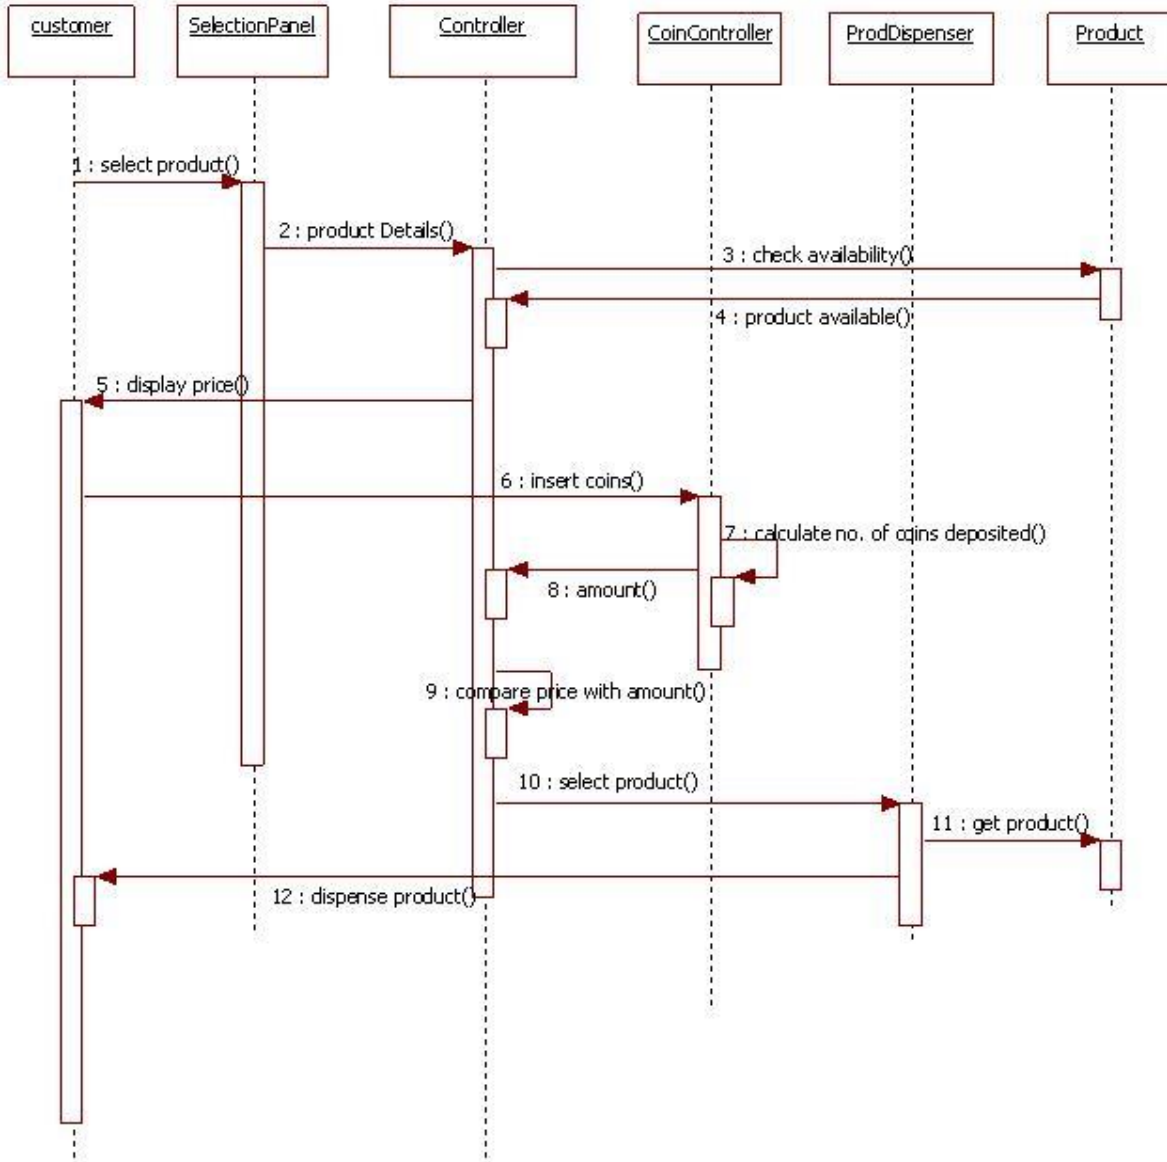 customer
SelectionPanel
Controller
CoinController
ProdDispenser
Product
1 : select product()
2 : product Details()
3 : check availability()
4 : product available()
5 : display price()
6 : insert coins()
7 : calculate no. of coins deposited()
8 : amount()
9 : compare price with amount()
10 : select product()
11 : get product()
12 : dispense product()